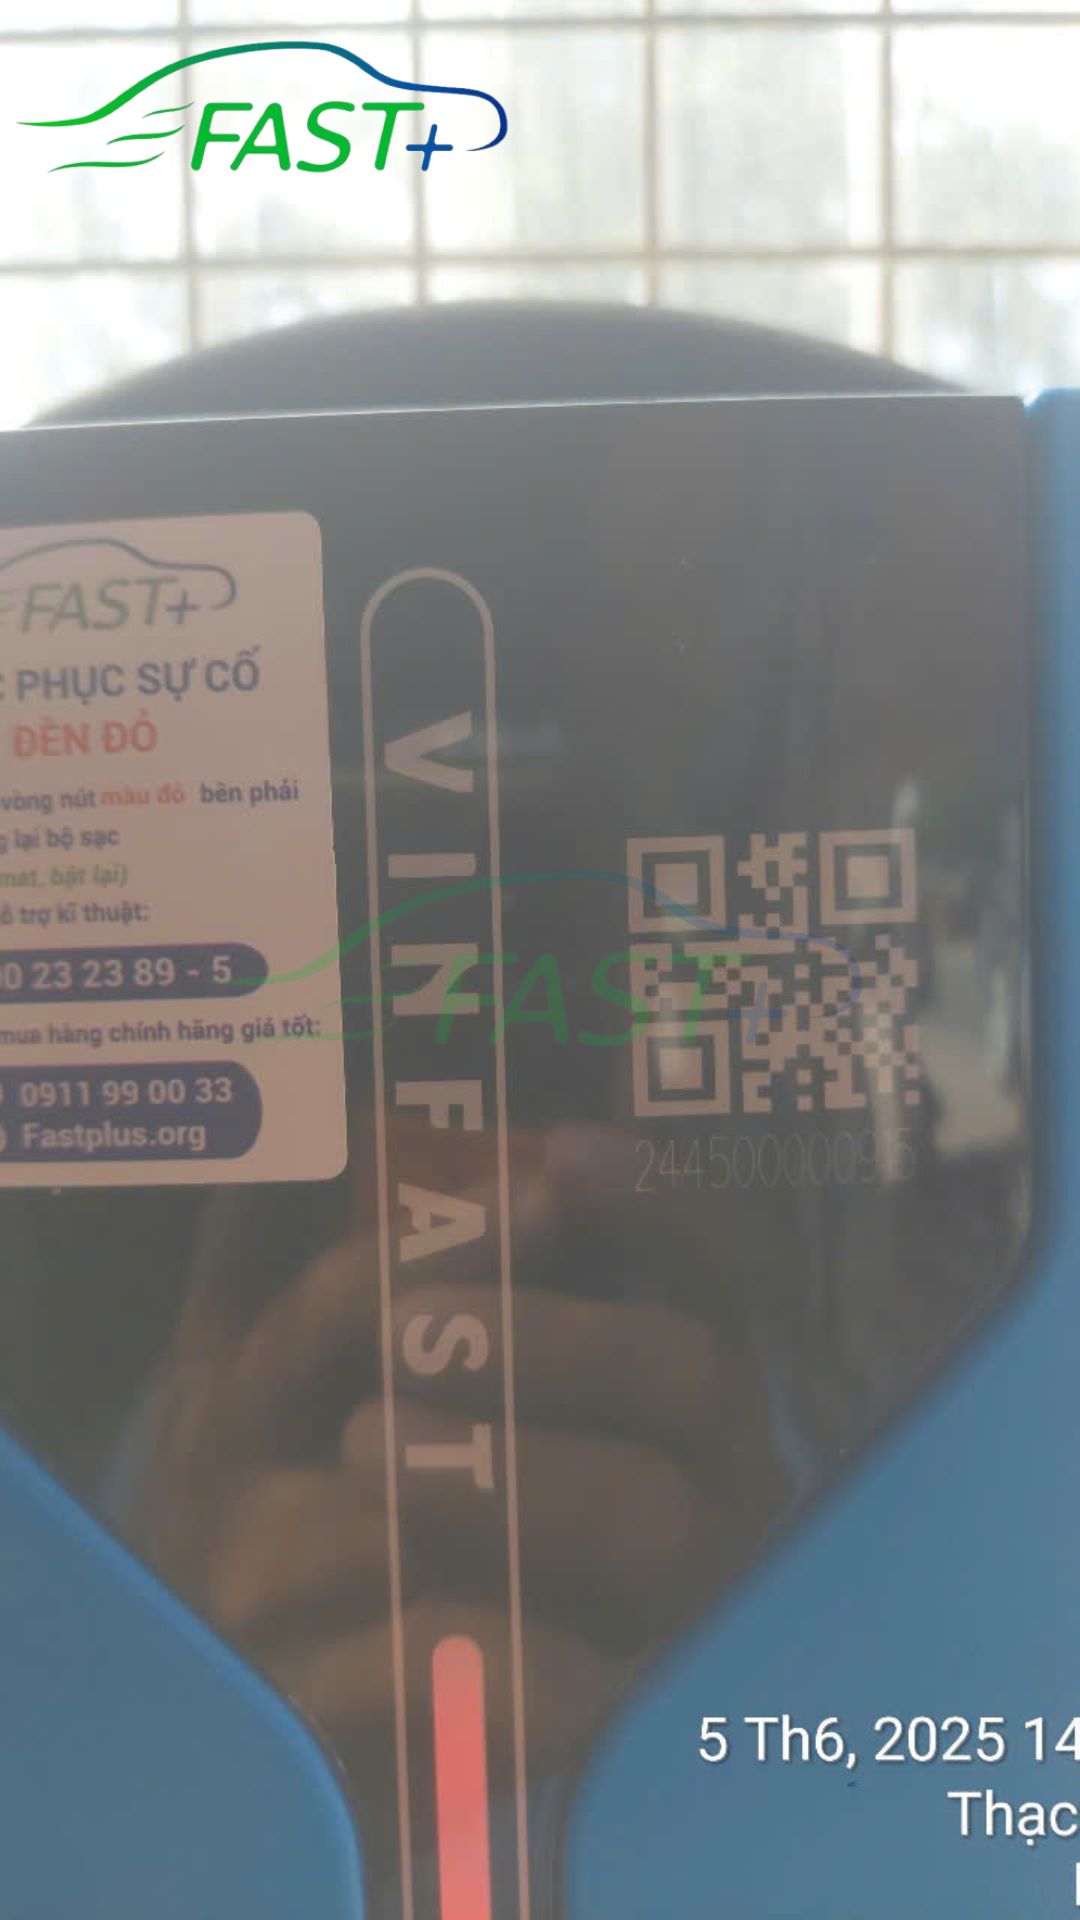 FAST+
FAST+
PHỤC SỰ CỐ
ĐÈN ĐỎ
vòng nút màu đỏ bên phải
lại bộ sạc
bật lại)
trợ kĩ thuật:
00 23 23 89 - 5
mua hàng chính hãng giá tốt:
0911 99 00 33
Fastplus.org
VINFAST
FAST+
244500000915
5 Th6, 2025 14
Thạc